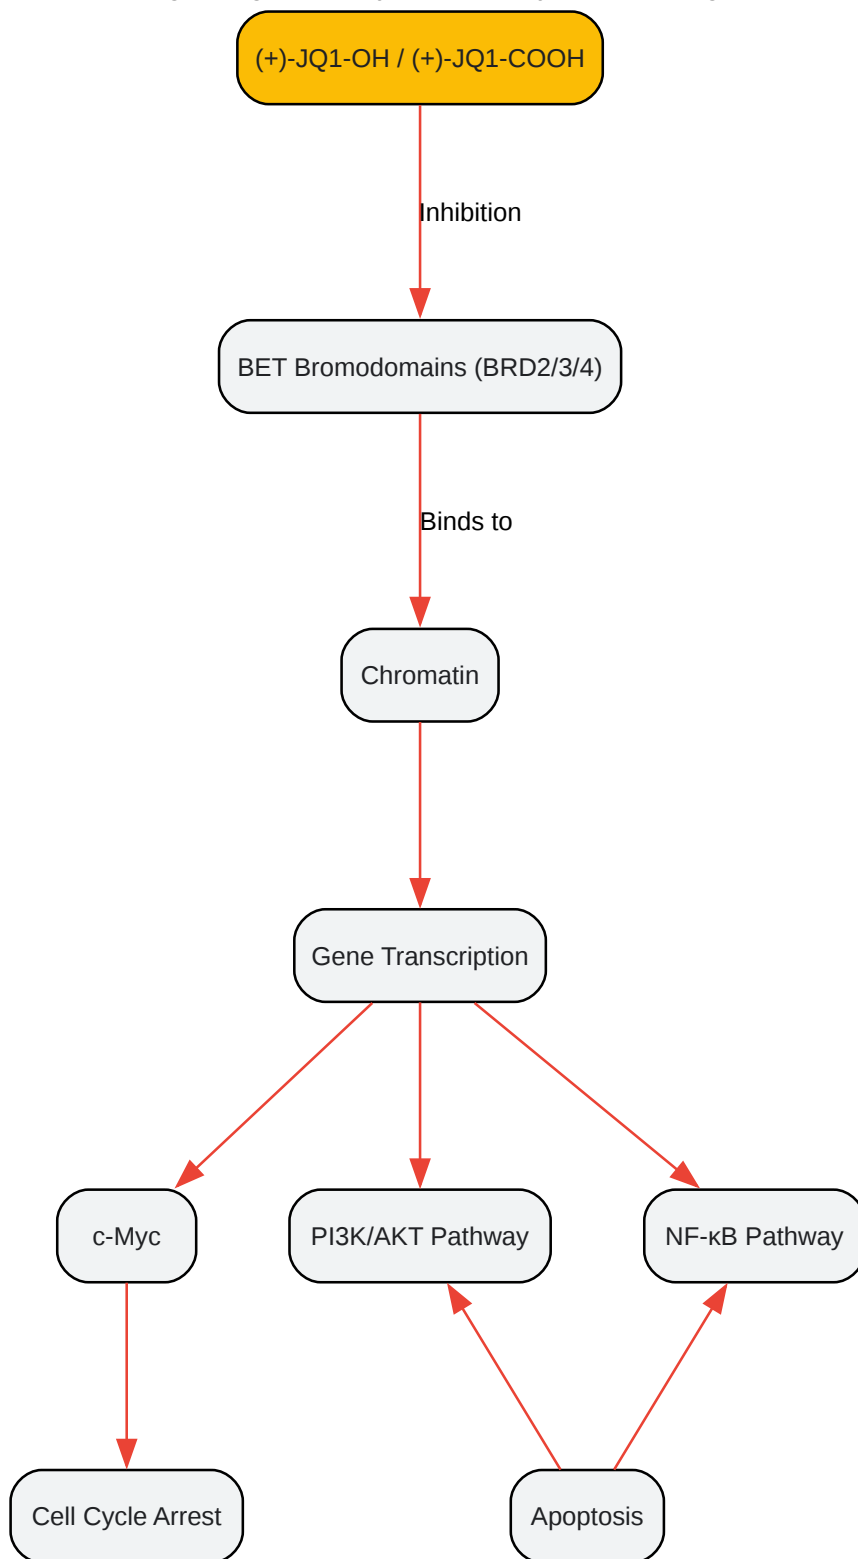 (+)-JQ1-OH / (+)-JQ1-COOH
Inhibition
BET Bromodomains (BRD2/3/4)
Binds to
Chromatin
Gene Transcription
c-Myc
PI3K/AKT Pathway
NF-κB Pathway
Cell Cycle Arrest
Apoptosis